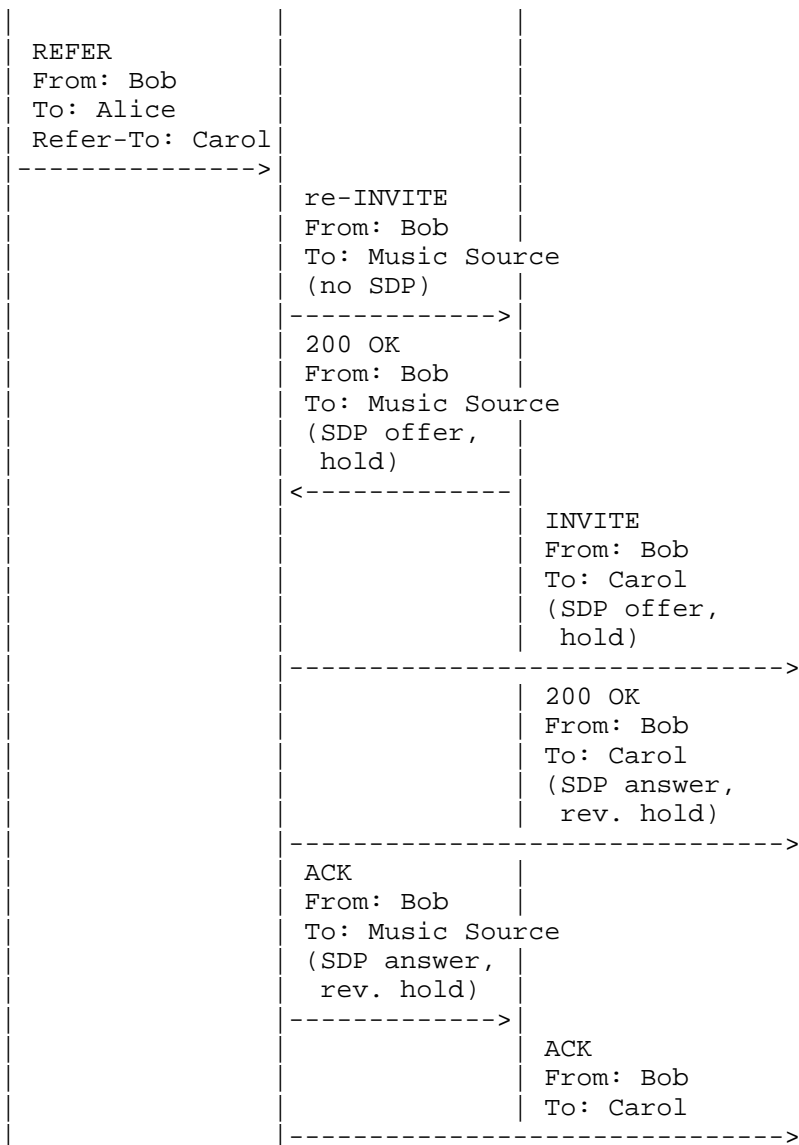 REFER
From: Bob
To: Alice
Refer-To: Carol
re-INVITE
From: Bob
To: Music Source
(no SDP)
200 OK
From: Bob
To: Music Source
(SDP offer,
hold)
INVITE
From: Bob
To: Carol
(SDP offer,
hold)
200 OK
From: Bob
To: Carol
(SDP answer,
rev. hold)
ACK
From: Bob
To: Music Source
(SDP answer,
rev. hold)
ACK
From: Bob
To: Carol